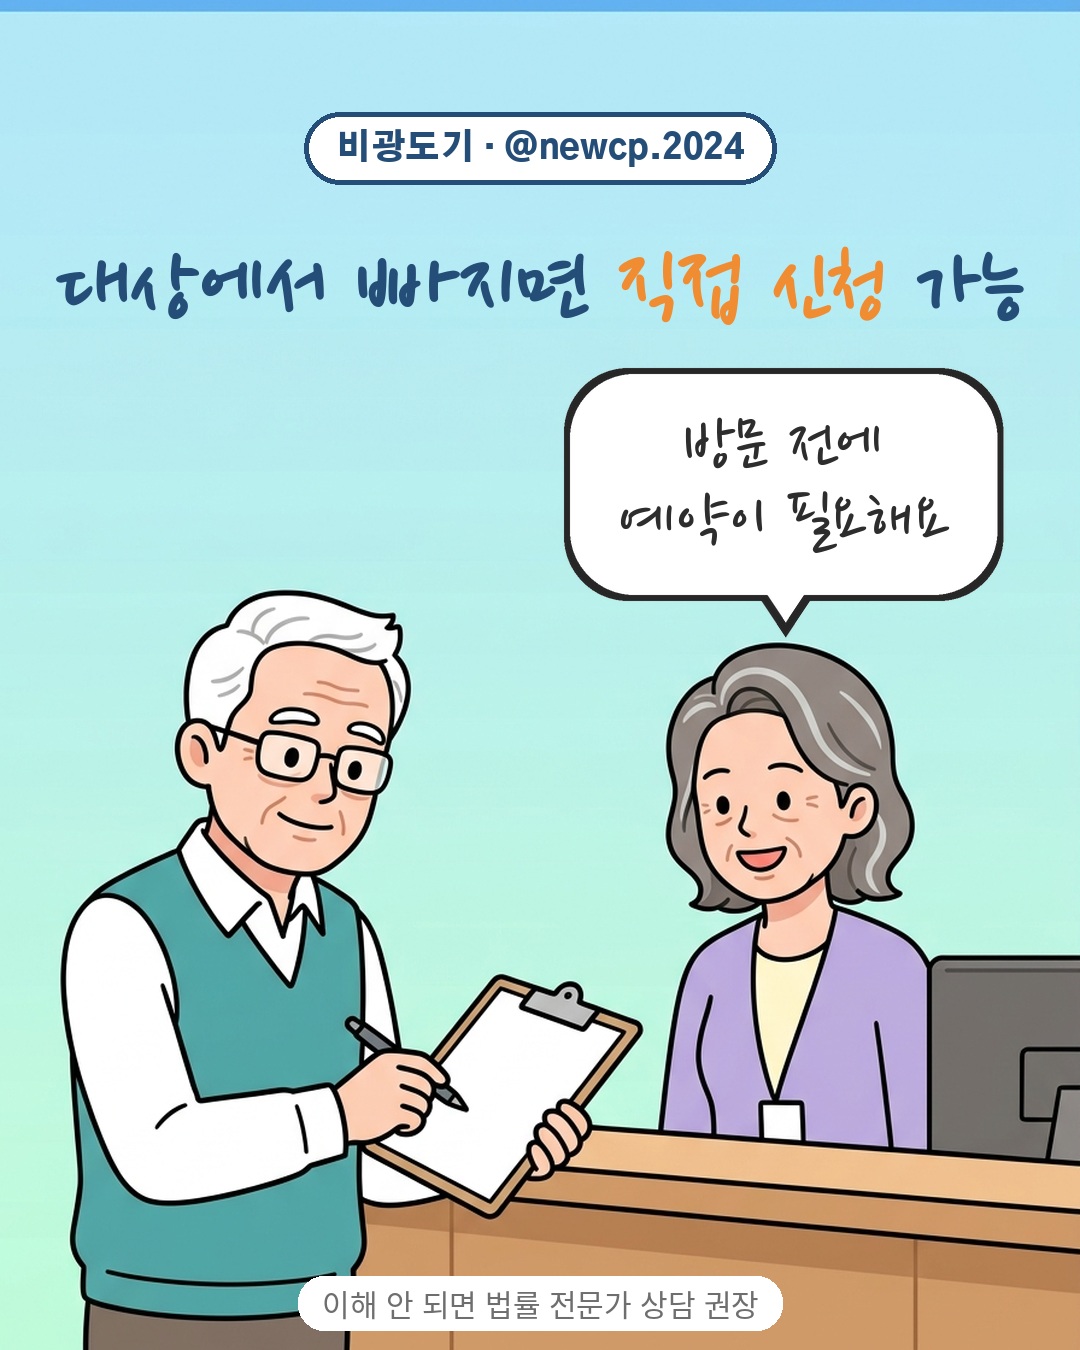 비광도기 · @newcp.2024
대상에서 빠지면 직접 신청 가능
방문 전에
예약이 필요해요
이해 안 되면 법률 전문가 상담 권장